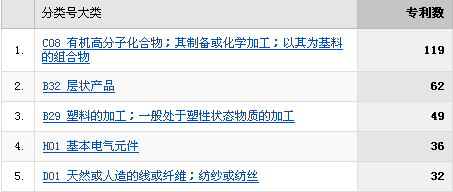 分类号大类 专利数
1. C08 有机高分子化合物；其制备或化学加工；以其为基料 119
的组合物
2. B32 层状产品 62
3. B29 塑料的加工；一般处于塑性状态物质的加工 49
4. H01 基本电气元件 36
5. D01 天然或人造的线或纤维；纺纱或纺丝 32